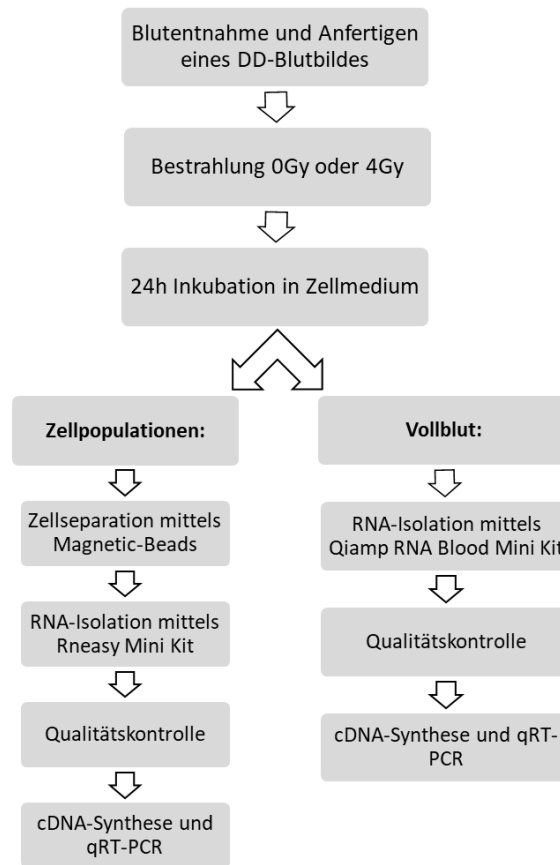 Blutentnahme und Anfertigen
eines DD-Blutbildes
Bestrahlung 0Gy oder 4Gy
24h Inkubation in Zellmedium
Zellpopulationen:
Zellseparation mittels
Magnetic-Beads
RNA-Isolation mittels
Rneasy Mini Kit
Qualitätskontrolle
cDNA-Synthese und
qRT-PCR
Vollblut:
RNA-Isolation mittels
Qiamp RNA Blood Mini Kit
Qualitätskontrolle
cDNA-Synthese und qRT-
PCR